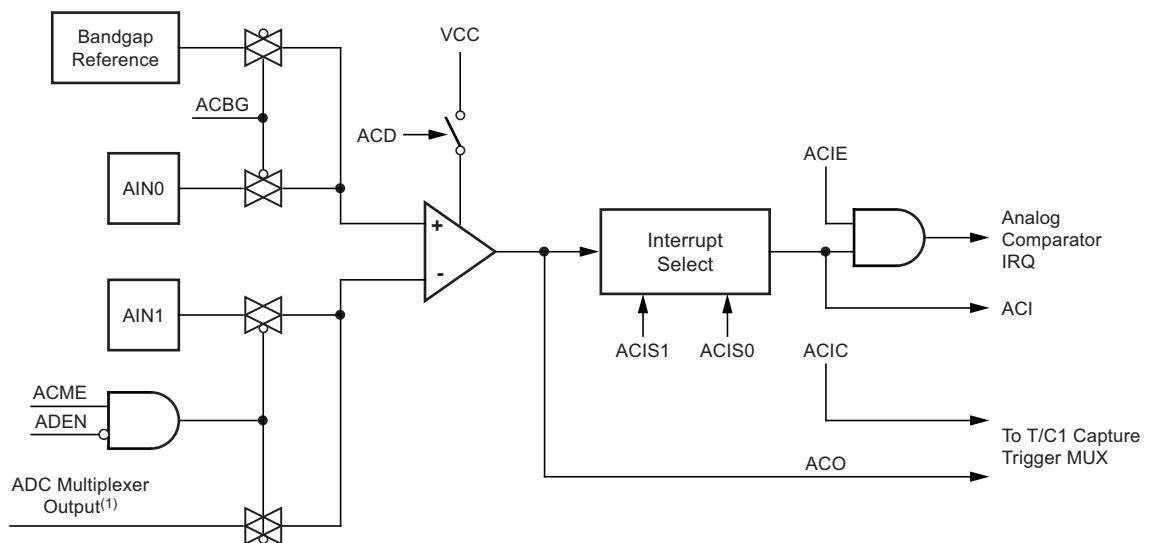 Bandgap
Reference
ACBG
AIN0
VCC
ACD
+
-
Interrupt
Select
ACIS1
ACIS0
ACIE
Analog
Comparator
IRQ
ACI
AIN1
ACME
ADEN
ADC Multiplexer
Output(1)
ACIC
To T/C1 Capture
Trigger MUX
ACO